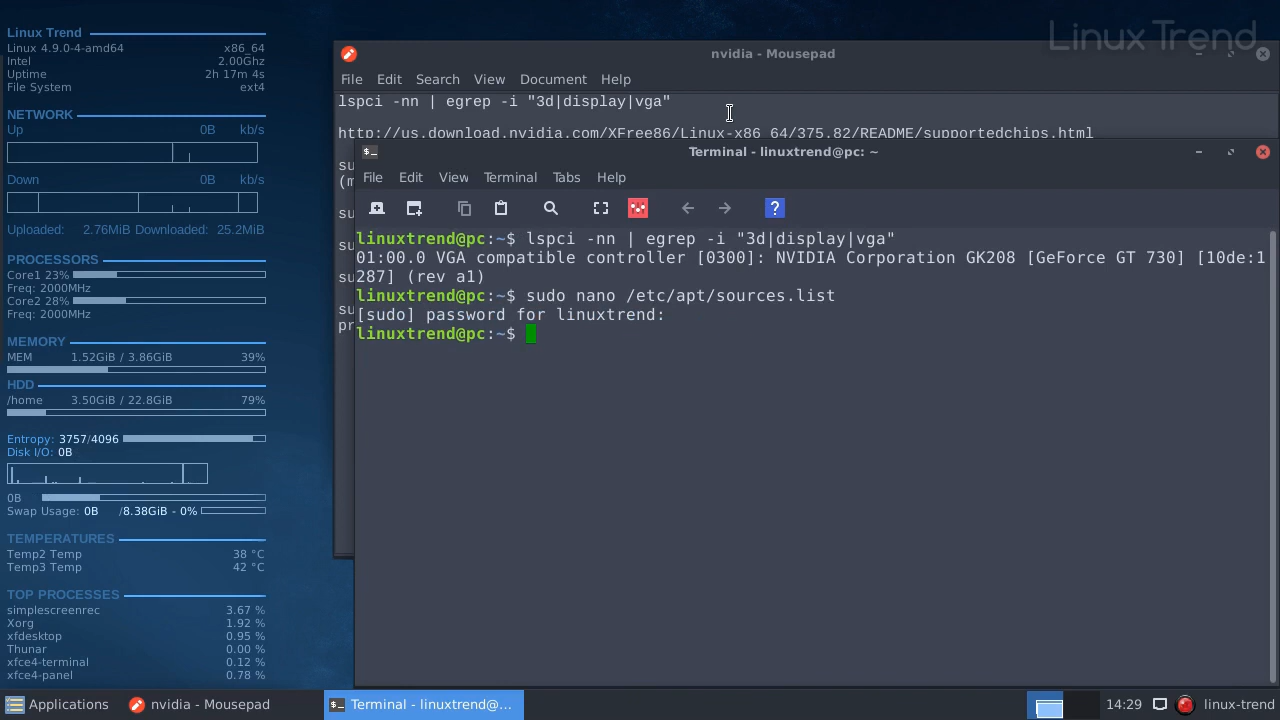 Linux Trend
Linux Trend
Linux 4.9.0-4-amd64 x86_64
Intel 2.00Ghz
Uptime 2h 17m 4s
File System ext4
NETWORK
Up 0B kb/s
Down 0B kb/s
Uploaded: 2.76MiB Downloaded: 25.2MiB
PROCESSORS
Core1 23%
Freq: 2000MHz
Core2 28%
Freq: 2000MHz
MEMORY
MEM 1.52GiB / 3.86GiB 39%
HDD
/home 3.50GiB / 22.8GiB 79%
Entropy: 3757/4096
Disk I/O: 0B
0B
Swap Usage: 0B /8.38GiB - 0%
TEMPERATURES
Temp2 Temp 38 °C
Temp3 Temp 42 °C
TOP PROCESSES
simplescreenrec 3.67 %
Xorg 1.92 %
xfdesktop 0.95 %
Thunar 0.00 %
xfce4-terminal 0.12 %
xfce4-panel 0.78 %
nvidia - Mousepad
File Edit Search View Document Help
lspci -nn | egrep -i "3d|display|vga"
http://us.download.nvidia.com/XFree86/Linux-x86_64/375.82/README/supportedchips.html
su
(m
su
su
su
su
pr
Terminal - linuxtrend@pc: ~
File Edit View Terminal Tabs Help
linuxtrend@pc:~$ lspci -nn | egrep -i "3d|display|vga"
01:00.0 VGA compatible controller [0300]: NVIDIA Corporation GK208 [GeForce GT 730] [10de:1
287] (rev a1)
linuxtrend@pc:~$ sudo nano /etc/apt/sources.list
[sudo] password for linuxtrend:
linuxtrend@pc:~$
Applications nvidia - Mousepad Terminal - linuxtrend@... 14:29 linux-trend